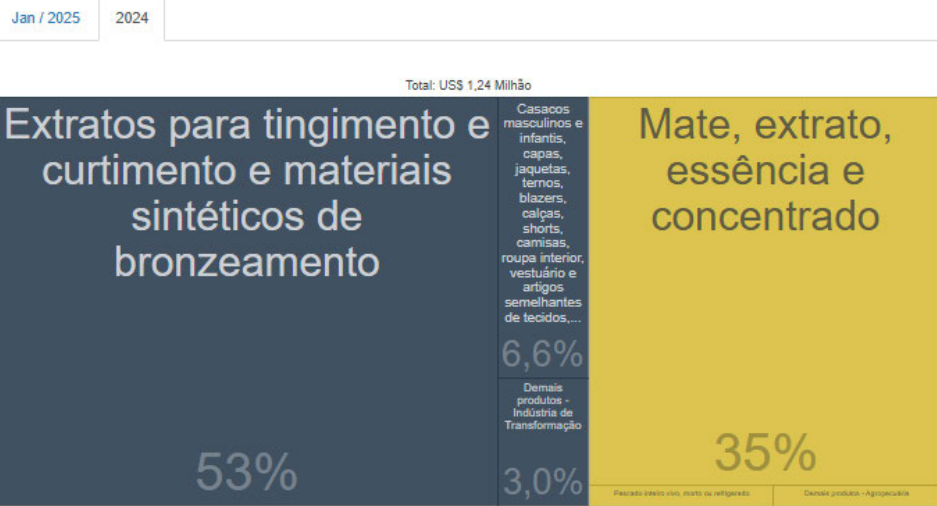 Jan / 2025
2024
Total: US$ 1,24 Milhão
Extratos para tingimento e
curtimento e materiais
sintéticos de
bronzeamento
53%
Casacos
masculinos e
infantis,
capas,
jaquetas,
ternos,
blazers,
calças,
shorts,
camisas,
roupa interior,
vestuário e
artigos
semelhantes
de tecidos,...
6,6%
Demais
produtos -
Indústria de
Transformação
3,0%
Mate, extrato,
essência e
concentrado
35%
Pescado inteiro vivo, morto ou refrigerado
Demais produtos - Agropecuária